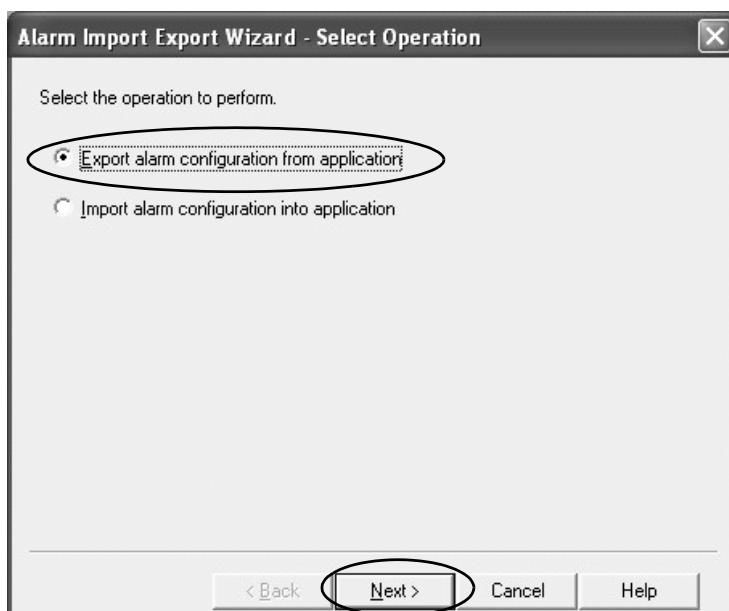 Alarm Import Export Wizard - Select Operation
Select the operation to perform.
Export alarm configuration from application
Import alarm configuration into application
< Back Next > Cancel Help